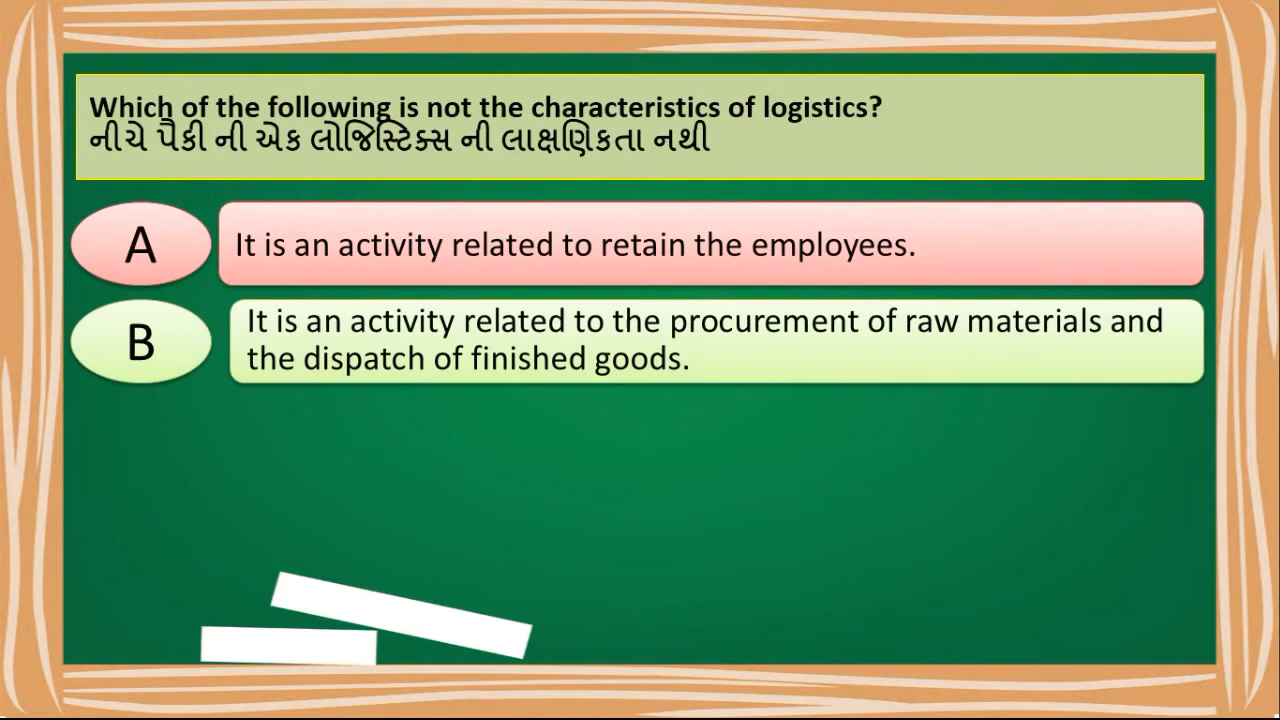 Which of the following is not the characteristics of logistics?
નીચે પૈકી ની એક લોજિસ્ટિક્સ ની લાક્ષણિકતા નથી
A
It is an activity related to retain the employees.
B
It is an activity related to the procurement of raw materials and
the dispatch of finished goods.